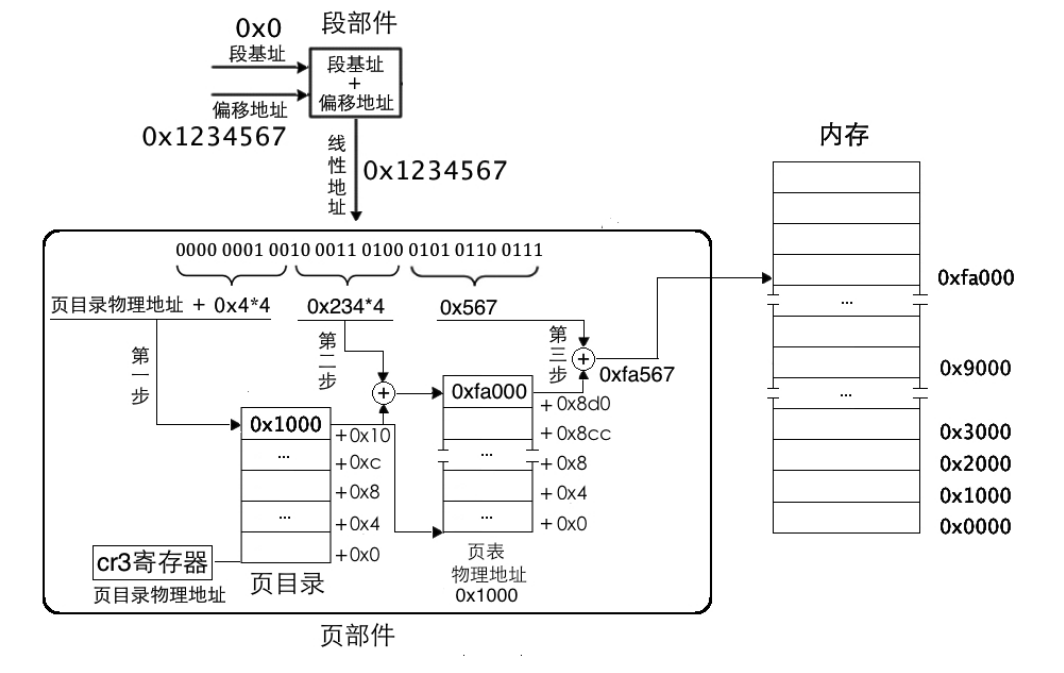 段部件
0x0
段基址
段基址
+
偏移地址
偏移地址
0x1234567
线性地址
0x1234567
内存
0000 0001 0010 0011 0100 0101 0110 0111
页目录物理地址 + 0x4*4
0x234*4
0x567
第一步
第二步
第三步
+
+
0xfa567
0xfa000
...
0x9000
...
0x3000
0x2000
0x1000
0x0000
0x1000
+0x10
...
+0xc
+0x8
...
+0x4
+0x0
0xfa000
+0x8d0
+0x8cc
...
+0x8
+0x4
...
+0x0
页表
物理地址
0x1000
cr3寄存器
页目录物理地址
页目录
页部件